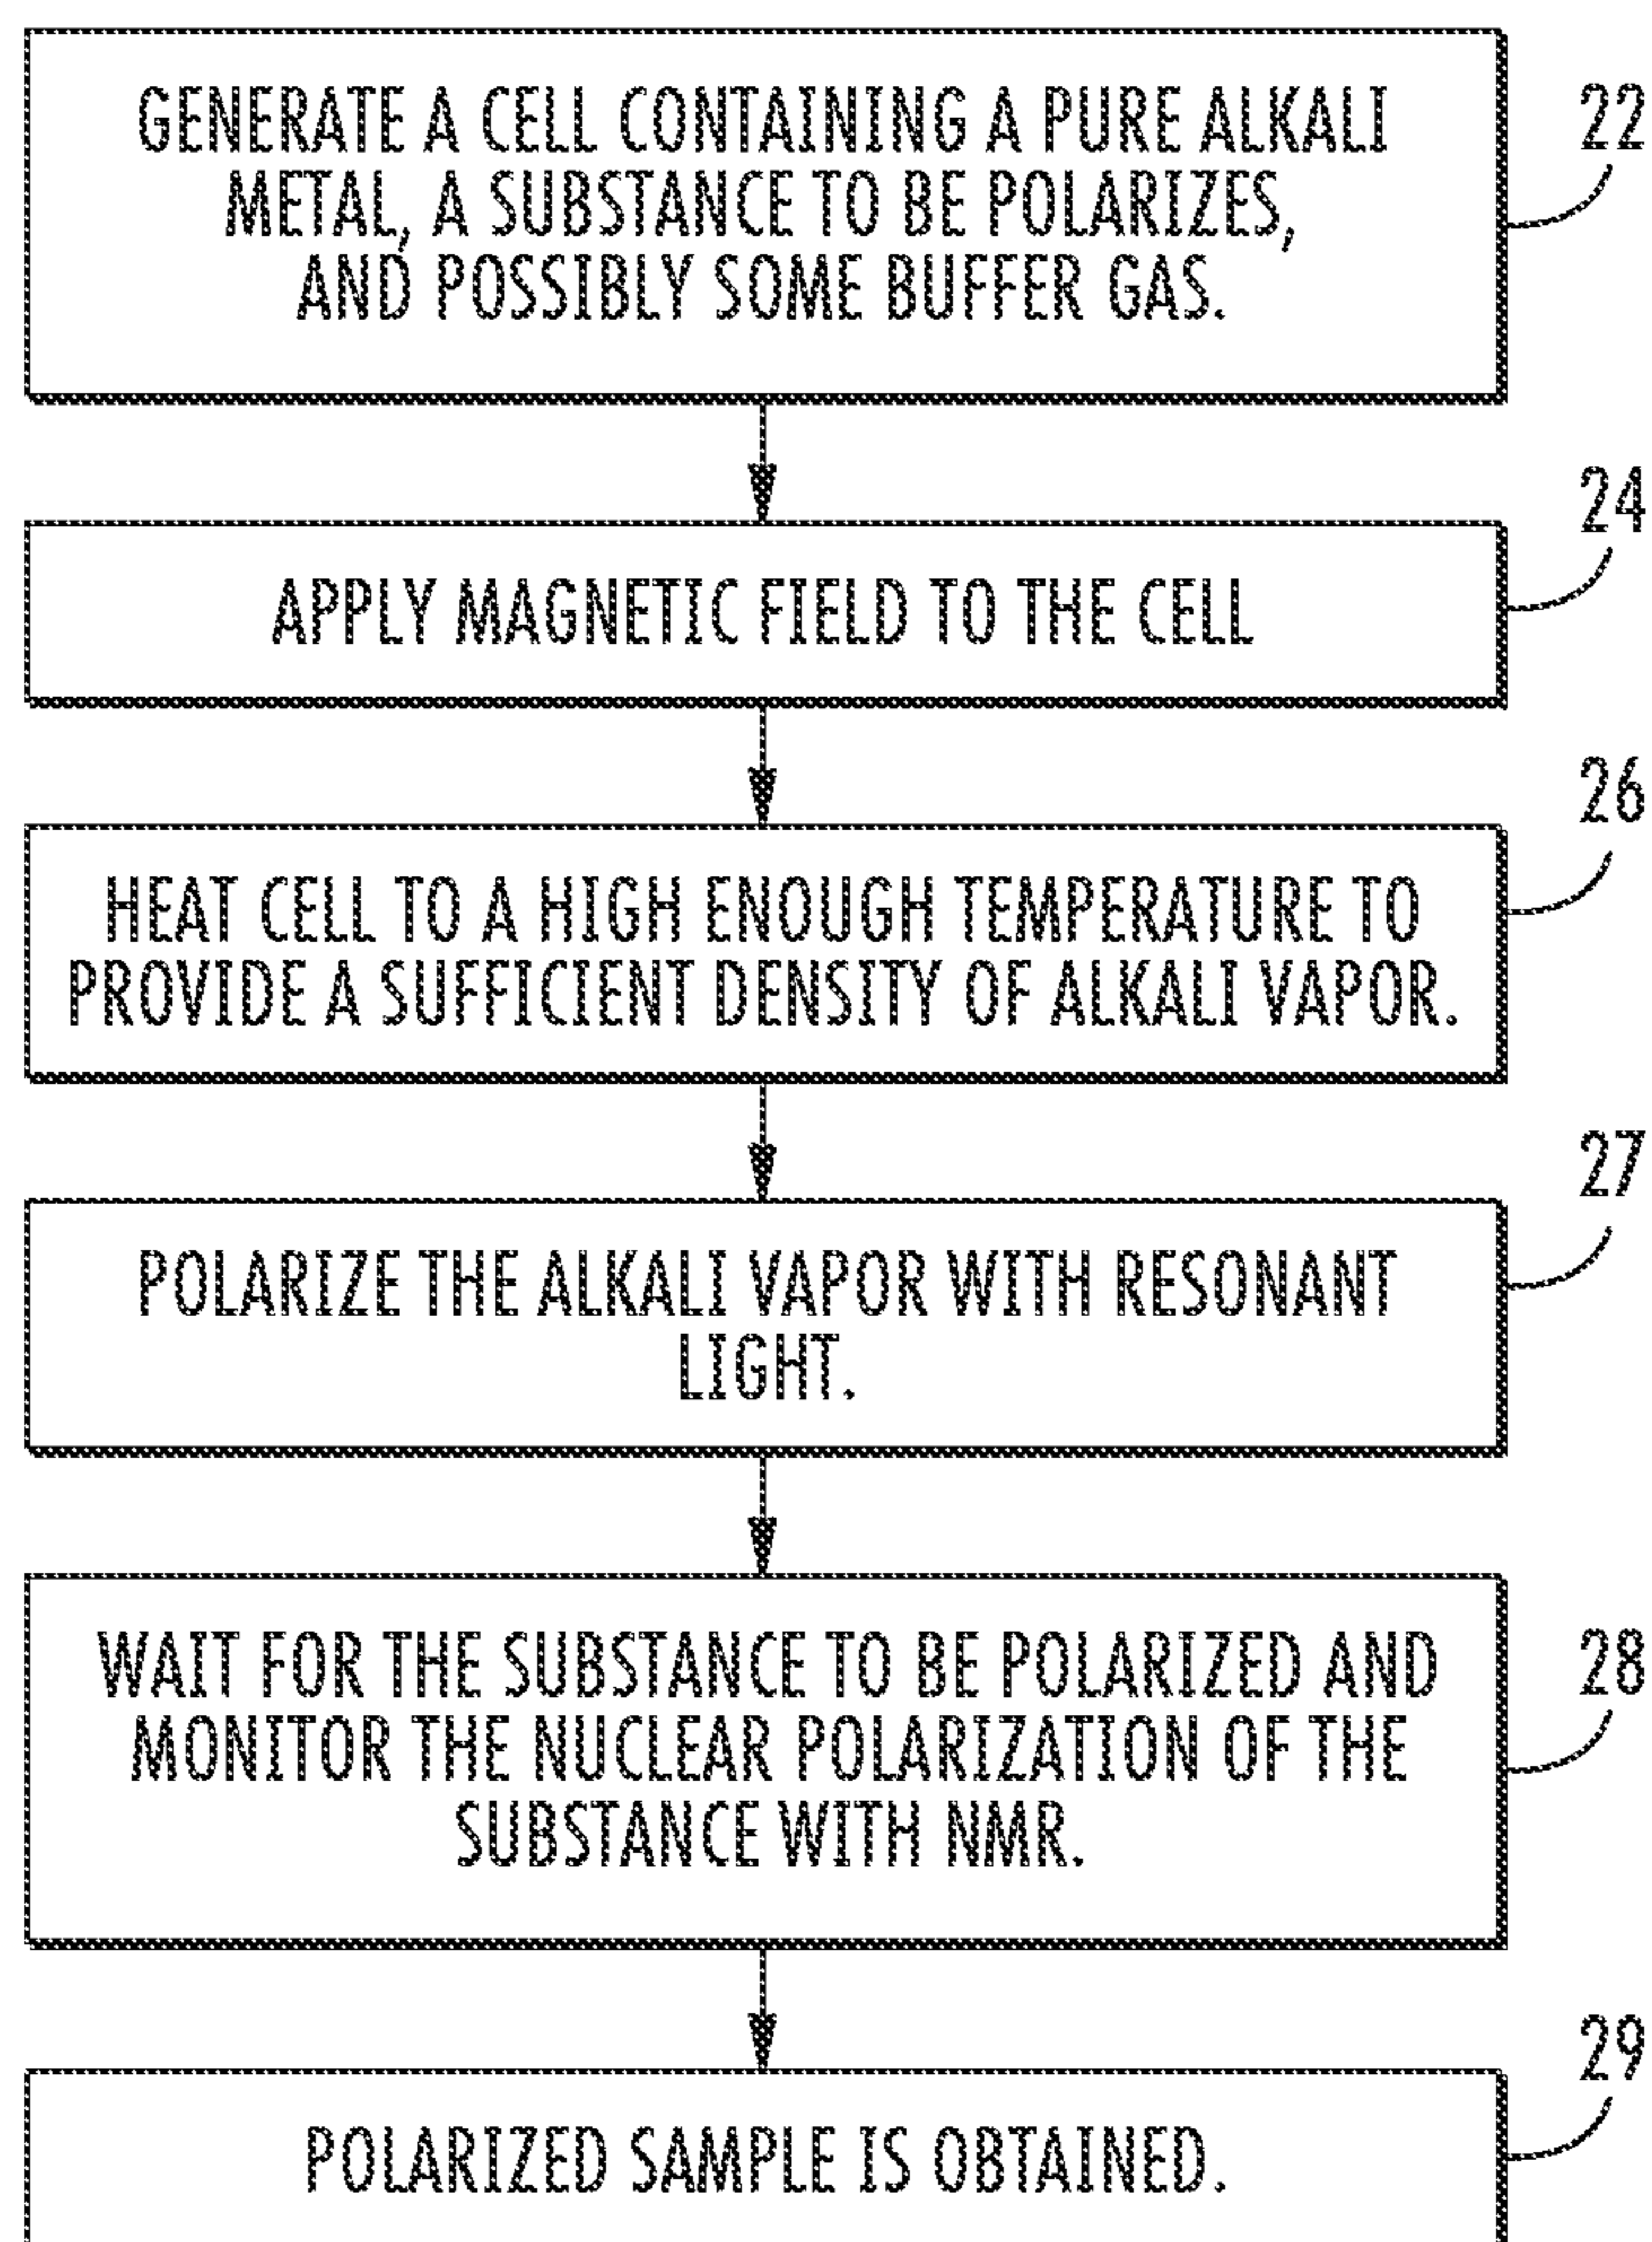 GENERATE A CELL CONTAINING A PURE ALKALI
METAL, A SUBSTANCE TO BE POLARIZES,
AND POSSIBLY SOME BUFFER GAS.
22
APPLY MAGNETIC FIELD TO THE CELL
24
HEAT CELL TO A HIGH ENOUGH TEMPERATURE TO
PROVIDE A SUFFICIENT DENSITY OF ALKALI VAPOR.
26
POLARIZE THE ALKALI VAPOR WITH RESONANT
LIGHT.
27
WAIT FOR THE SUBSTANCE TO BE POLARIZED AND
MONITOR THE NUCLEAR POLARIZATION OF THE
SUBSTANCE WITH NMR.
28
POLARIZED SAMPLE IS OBTAINED.
29